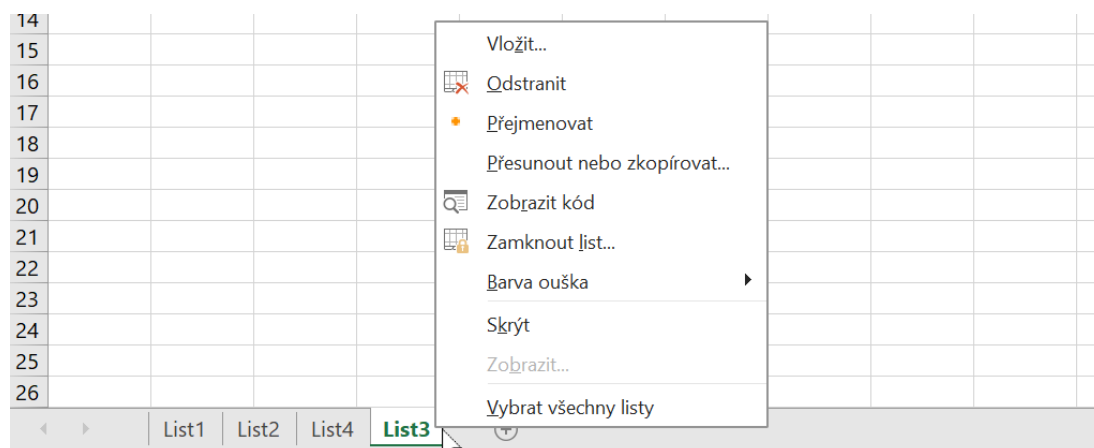 14
15
16
17
18
19
20
21
22
23
24
25
26
Vložit...
Odstranit
Přejmenovat
Přesunout nebo zkopírovat...
Zobrazit kód
Zamknout list...
Barva ouška
Skrýt
Zobrazit...
Vybrat všechny listy
List1 List2 List4 List3